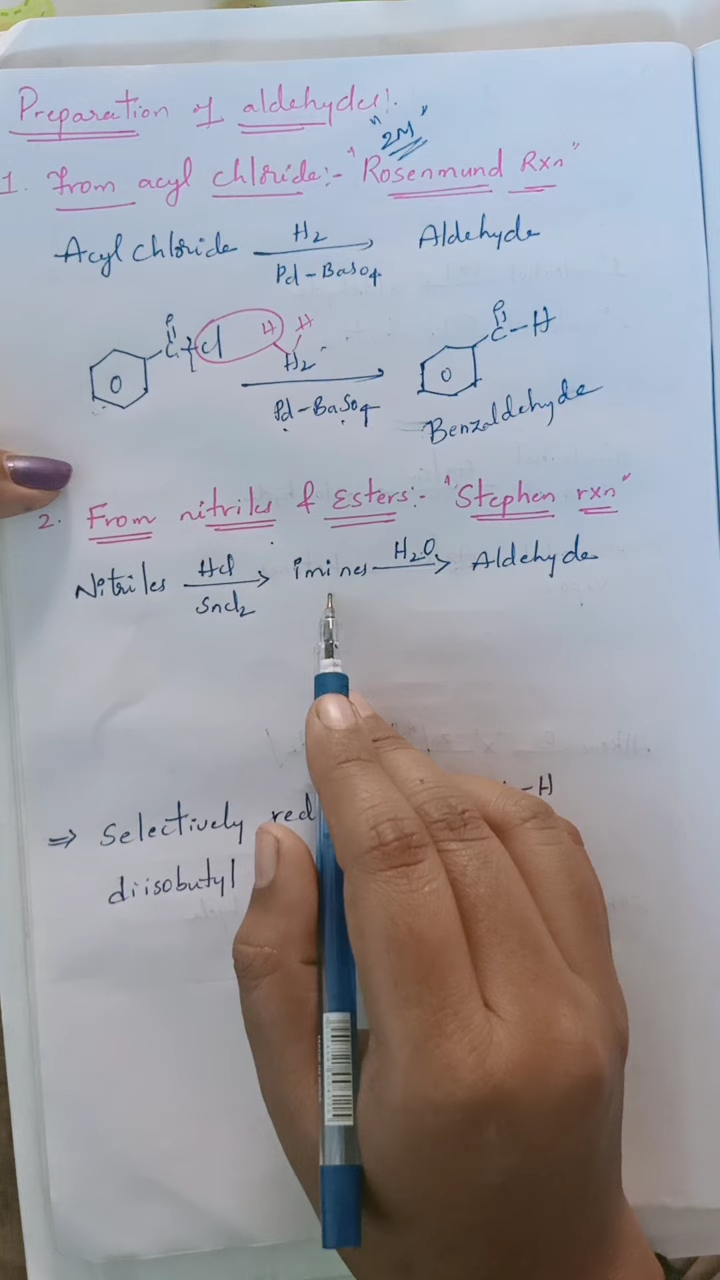 Preparation of aldehydes:-
"2M"
1. From acyl chloride:- "Rosenmund Rxn"
Acyl chloride H2 Pd-BaSO4 Aldehyde
O C Cl H H H2 Pd-BaSO4 O C-H
Benzaldehyde
2. From nitriles & Esters:- "Stephen rxn"
Nitriles HCl SnCl2 imines H2O Aldehyde
⇒ Selectively red -H
diisobutyl